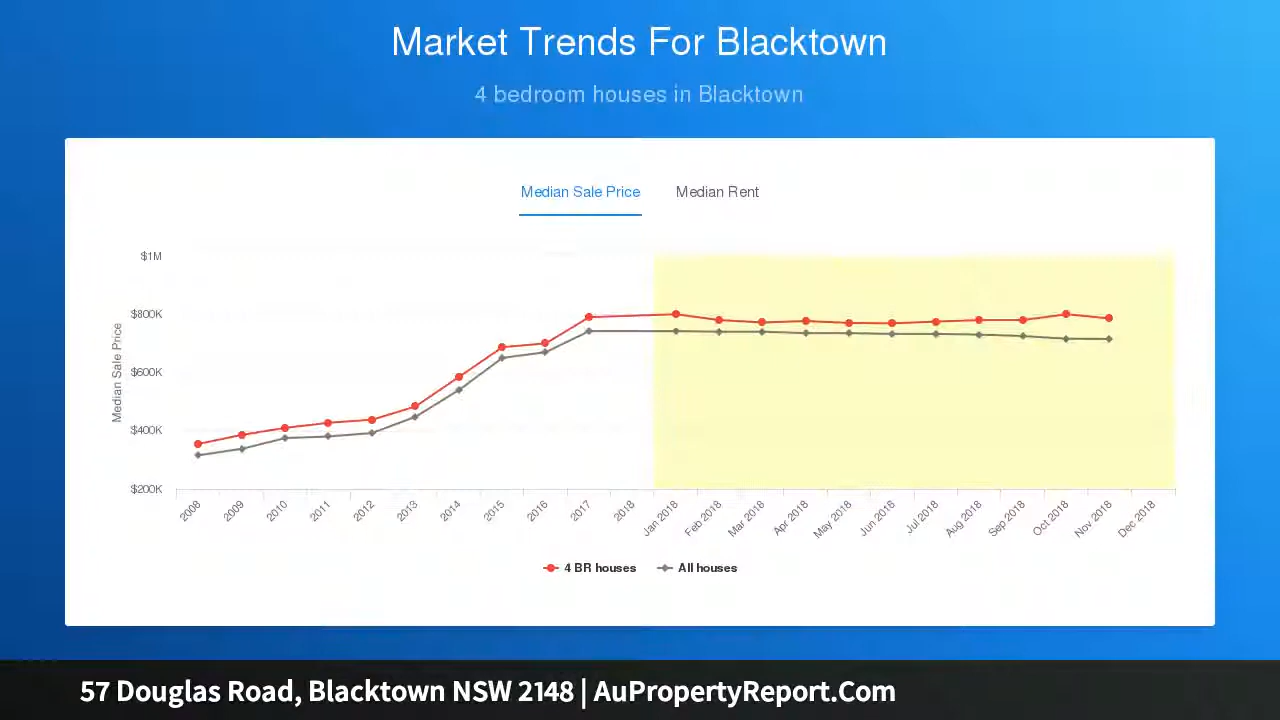 Market Trends For Blacktown
4 bedroom houses in Blacktown
Median Sale Price Median Rent
Median Sale Price
$1M
$800K
$600K
$400K
$200K
2008 2009 2010 2011 2012 2013 2014 2015 2016 2017 2018 Jan 2018 Feb 2018 Mar 2018 Apr 2018 May 2018 Jun 2018 Jul 2018 Aug 2018 Sep 2018 Oct 2018 Nov 2018 Dec 2018
4 BR houses All houses
57 Douglas Road, Blacktown NSW 2148 | AuPropertyReport.Com